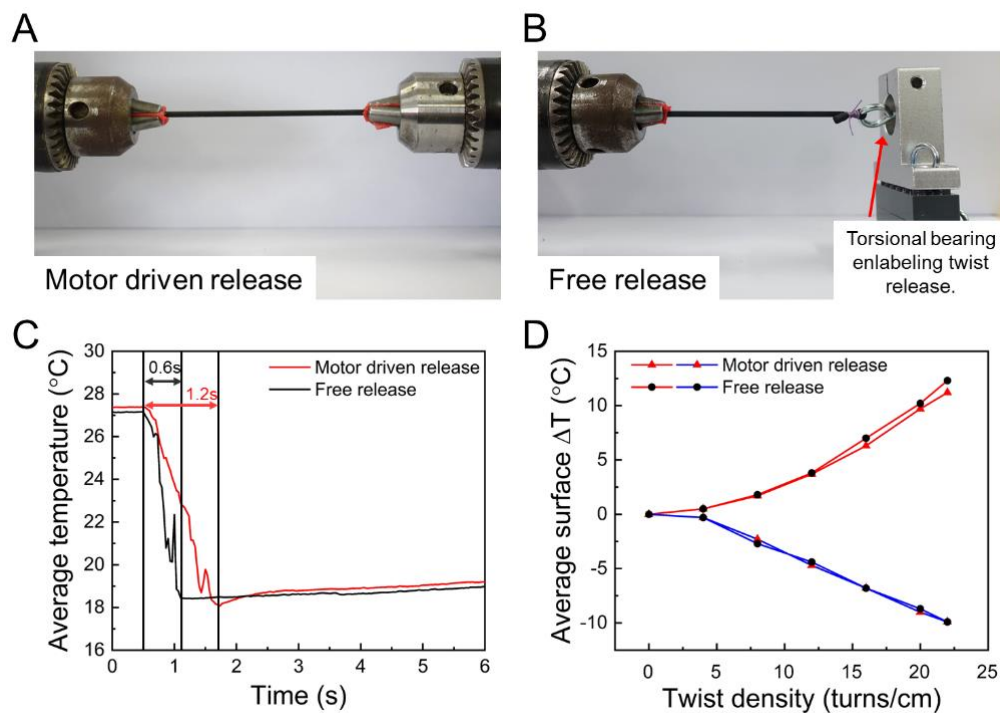 A
Motor driven release
B
Free release
Torsional bearing
enlabeling twist
release.
C
Average temperature (°C)
30
28
26
24
22
20
18
16
0.6s
1.2s
Motor driven release
Free release
0
1
2
3
4
5
6
Time (s)
D
Average surface ΔT (°C)
15
10
5
0
-5
-10
Motor driven release
Free release
0
5
10
15
20
25
Twist density (turns/cm)